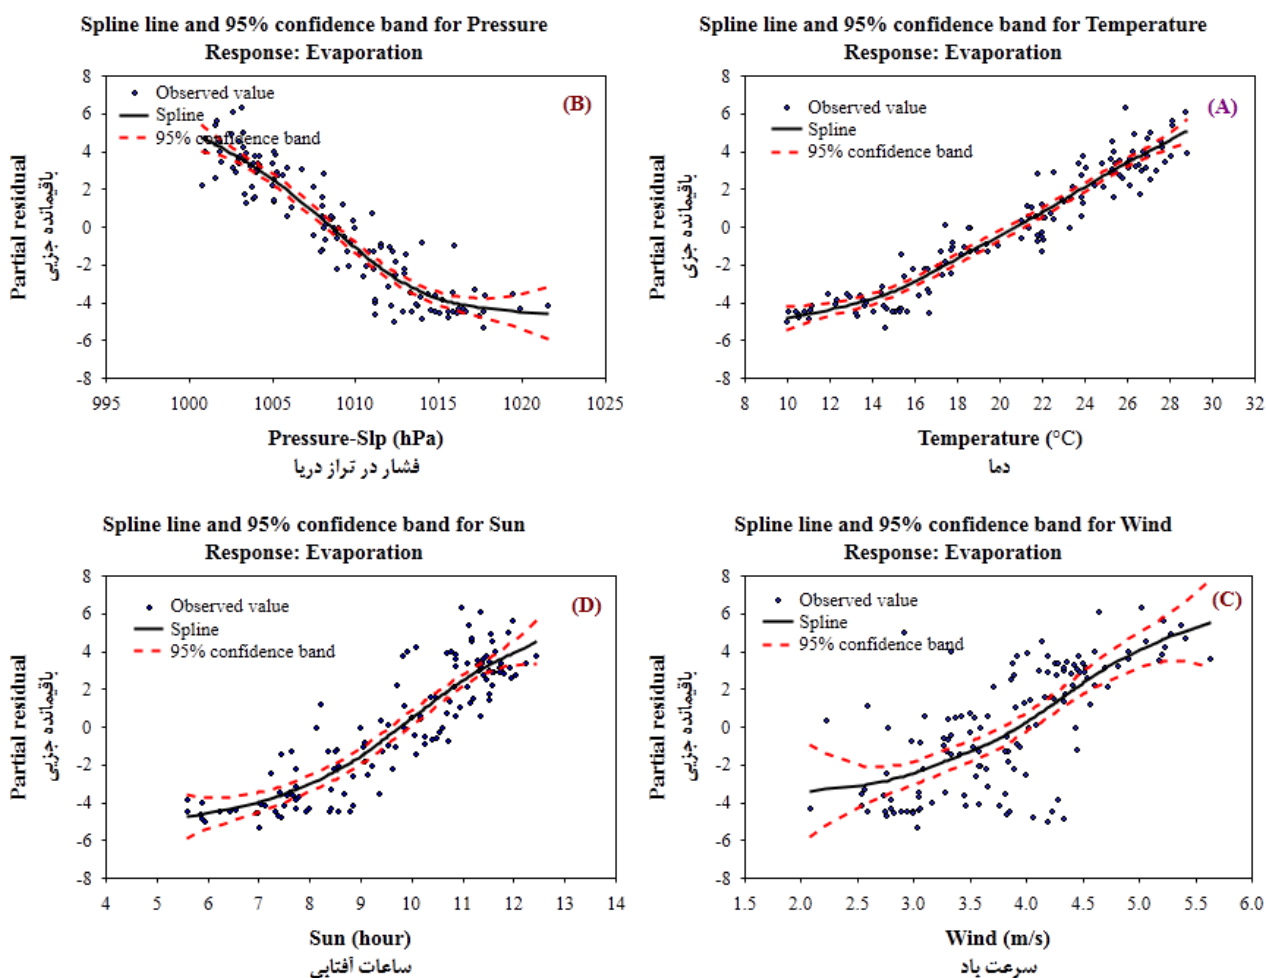 Spline line and 95% confidence band for Pressure
Response: Evaporation
8
6
4
2
0
-2
-4
-6
-8
Observed value
Spline
95% confidence band
(B)
Partial residual
باقیمانده جزیی
995
1000
1005
1010
1015
1020
1025
Pressure-Slp (hPa)
فشار در تراز دریا
Spline line and 95% confidence band for Temperature
Response: Evaporation
8
6
4
2
0
-2
-4
-6
-8
Observed value
Spline
95% confidence band
(A)
Partial residual
باقیمانده جزی
8
10
12
14
16
18
20
22
24
26
28
30
32
Temperature (°C)
دما
Spline line and 95% confidence band for Sun
Response: Evaporation
8
6
4
2
0
-2
-4
-6
-8
Observed value
Spline
95% confidence band
(D)
Partial residual
باقیمانده جزیی
4
5
6
7
8
9
10
11
12
13
14
Sun (hour)
ساعات آفتابی
Spline line and 95% confidence band for Wind
Response: Evaporation
8
6
4
2
0
-2
-4
-6
-8
Observed value
Spline
95% confidence band
(C)
Partial residual
باقیمانده جزیی
1.5
2.0
2.5
3.0
3.5
4.0
4.5
5.0
5.5
6.0
Wind (m/s)
سرعت باد